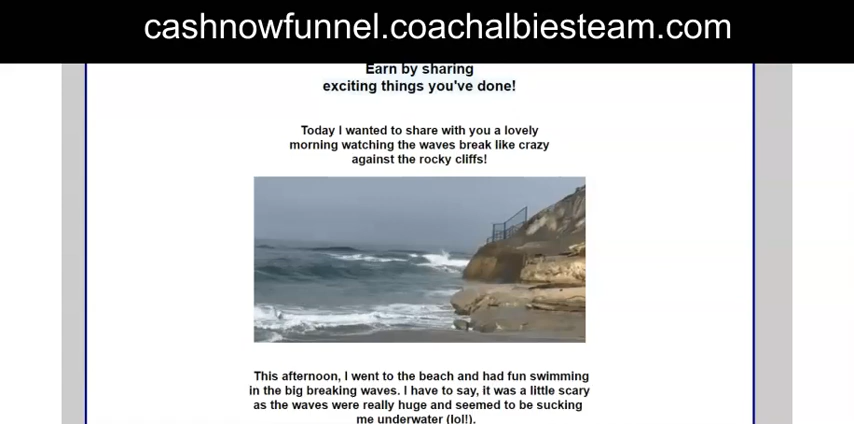 cashnowfunnel.coachalbiesteam.com
Earn by sharing
exciting things you've done!
Today I wanted to share with you a lovely
morning watching the waves break like crazy
against the rocky cliffs!
This afternoon, I went to the beach and had fun swimming
in the big breaking waves. I have to say, it was a little scary
as the waves were really huge and seemed to be sucking
me underwater (lol!).